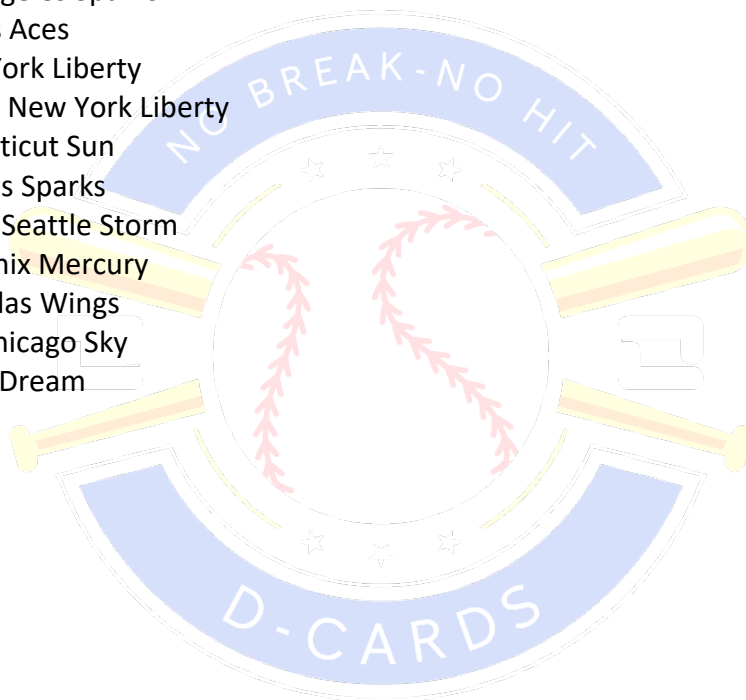 s Aces
ork Liberty
New York Liberty
ticut Sun
s Sparks
Seattle Storm
nix Mercury
las Wings
hicago Sky
Dream
NO BREAK-NO HIT
D-CARDS